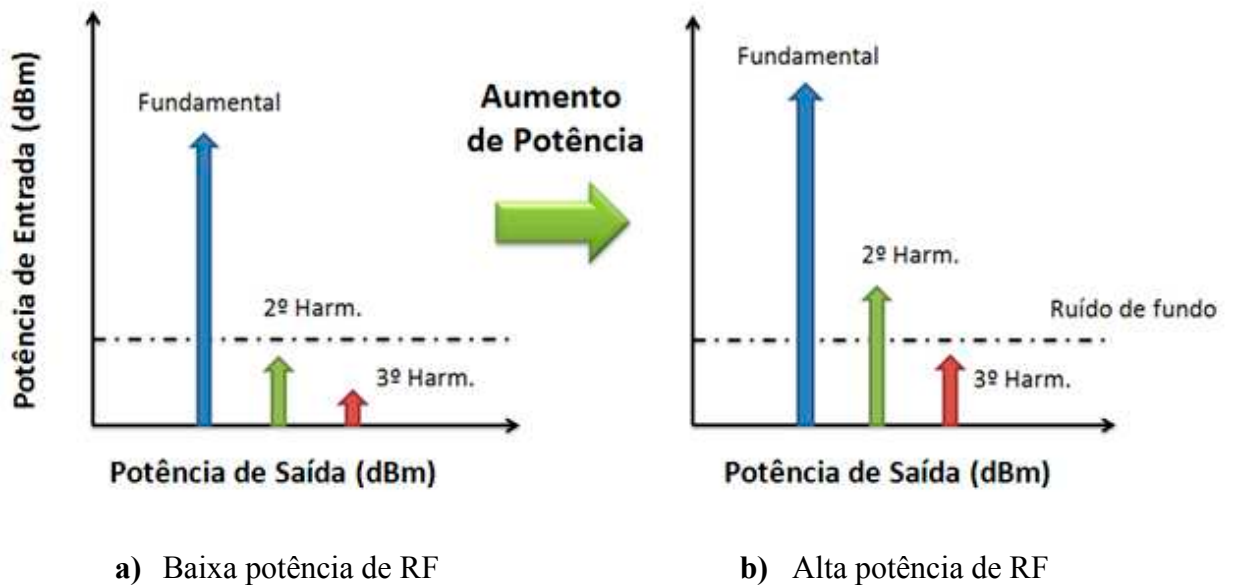 Potência de Entrada (dBm)
Fundamental
2º Harm.
3º Harm.
Potência de Saída (dBm)
Aumento
de Potência
Fundamental
2º Harm.
Ruído de fundo
3º Harm.
Potência de Saída (dBm)
a) Baixa potência de RF
b) Alta potência de RF